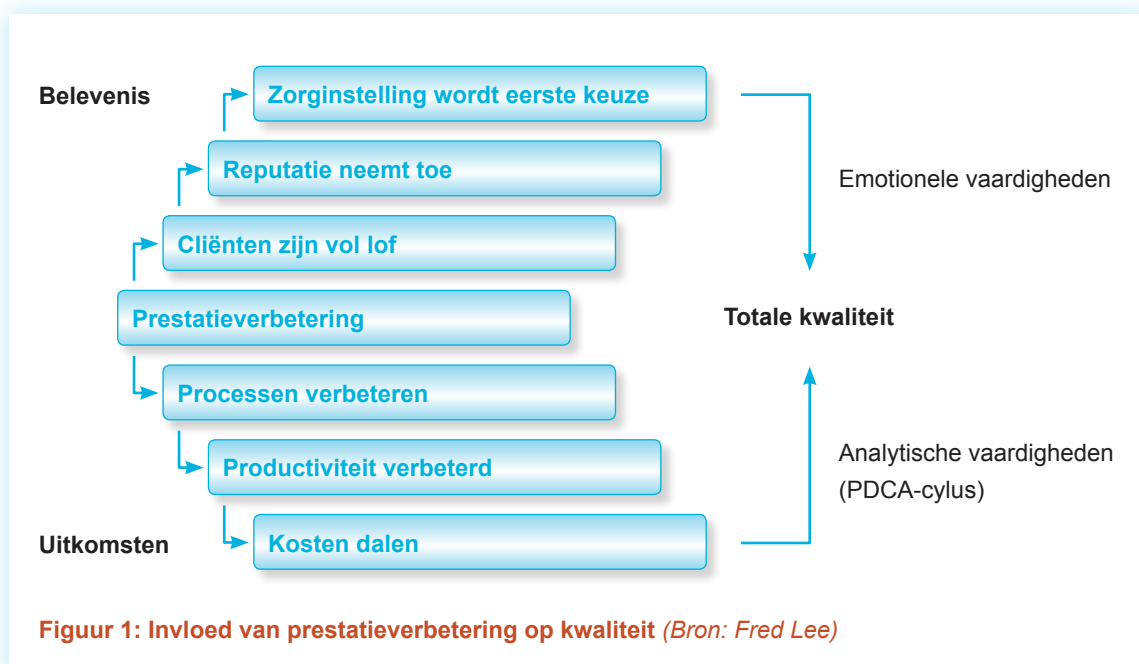 Belevenis
Zorginstelling wordt eerste keuze
Reputatie neemt toe
Emotionele vaardigheden
Cliënten zijn vol lof
Prestatieverbetering
Totale kwaliteit
Processen verbeteren
Productiviteit verbeterd
Analytische vaardigheden
(PDCA-cylus)
Uitkomsten
Kosten dalen
Figuur 1: Invloed van prestatieverbetering op kwaliteit (Bron: Fred Lee)